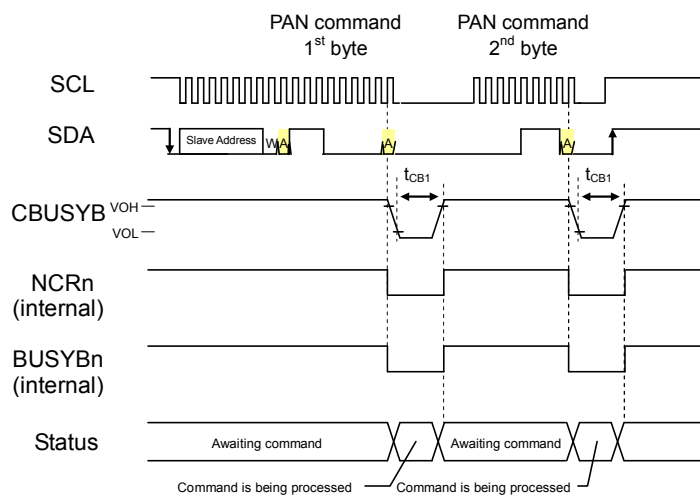 PAN command
1st byte
PAN command
2nd byte
SCL
SDA
Slave Address
W
A
A
A
tCB1
tCB1
CBUSYB
VOH
VOL
NCRn
(internal)
BUSYBn
(internal)
Status
Awaiting command
Awaiting command
Command is being processed
Command is being processed